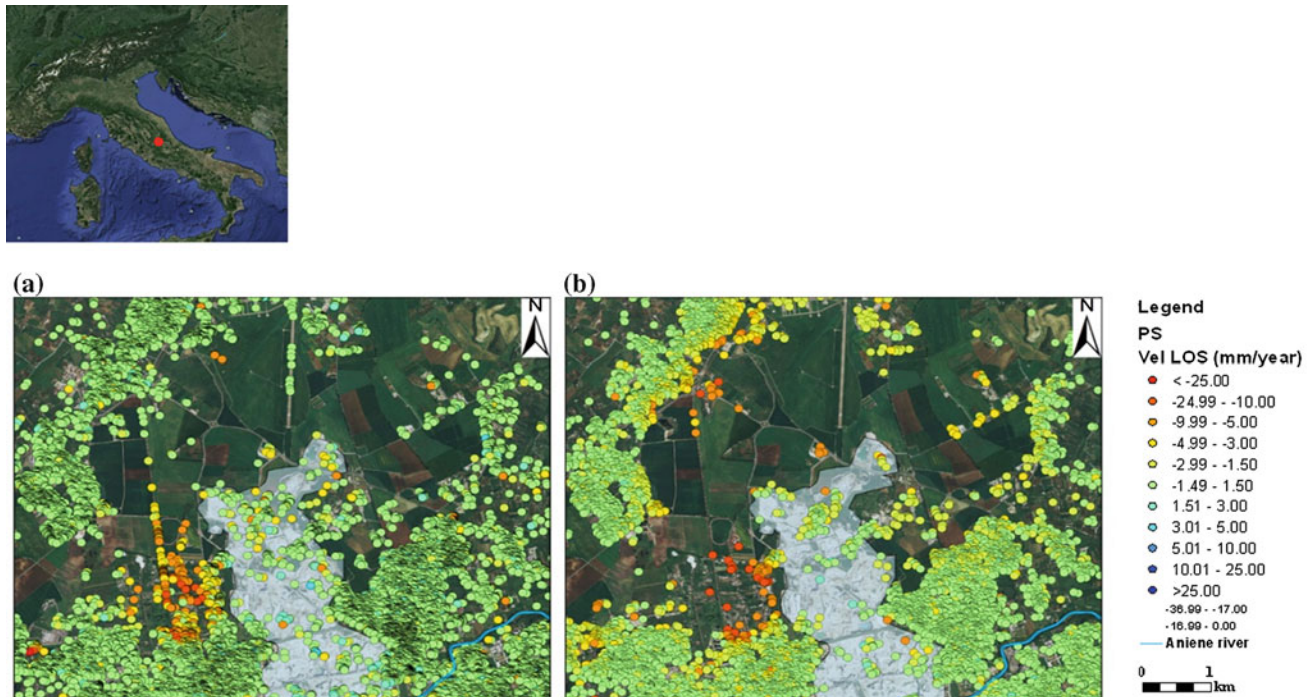 (a)
(b)
N
N
Legend
PS
Vel LOS (mm/year)
< -25.00
-24.99 - -10.00
-9.99 - -5.00
-4.99 - -3.00
-2.99 - -1.50
-1.49 - 1.50
1.51 - 3.00
3.01 - 5.00
5.01 - 10.00
10.01 - 25.00
>25.00
-36.99 - -17.00
-16.99 - 0.00
Aniene river
0 1
km